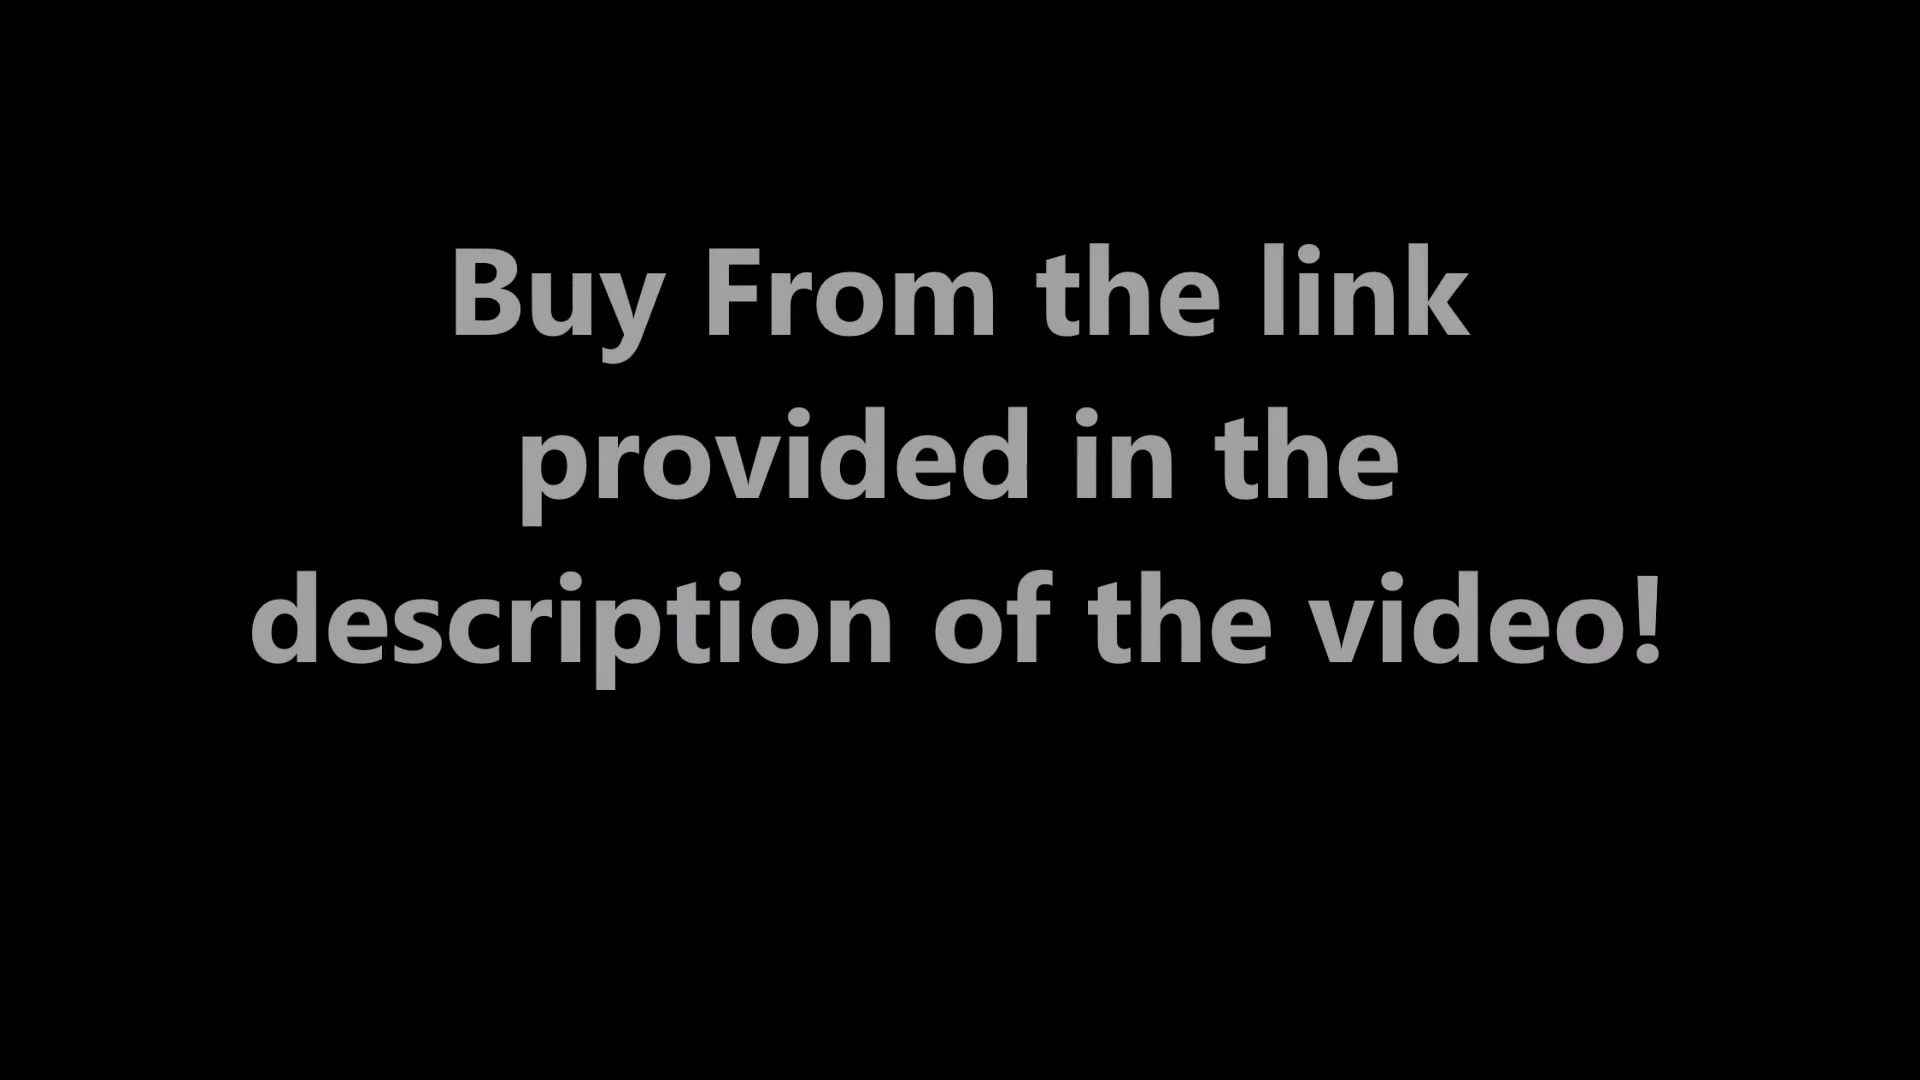 Buy From the link
provided in the
description of the video!